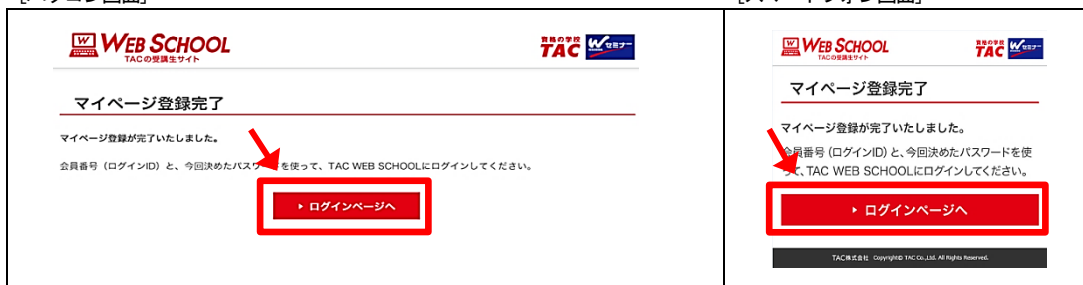 [パソコン画面]
WEB SCHOOL
TACの受講生サイト
資格の学校
TAC
Wセミナー
マイページ登録完了
マイページ登録が完了いたしました。
会員番号（ログインID）と、今回決めたパスワードを使って、TAC WEB SCHOOLにログインしてください。
ログインページへ
[スマートフォン画面]
WEB SCHOOL
TACの受講生サイト
資格の学校
TAC
Wセミナー
マイページ登録完了
マイページ登録が完了いたしました。
会員番号 (ログインID) と、今回決めたパスワードを使
って、TAC WEB SCHOOLにログインしてください。
ログインページへ
TAC株式会社 Copyright© TAC Co.,Ltd. All Rights Reserved.